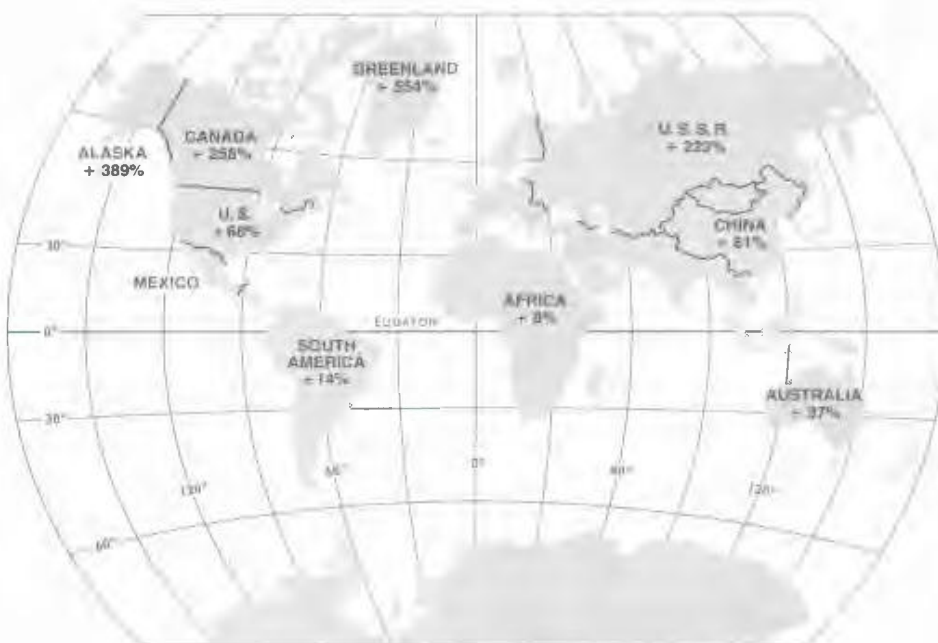 GREENLAND
+ 554%
CANADA
+ 258%
ALASKA
+ 389%
U.S.S.R.
+ 223%
U.S.
+ 68%
CHINA
+ 81%
30°
MEXICO
AFRICA
+ 8%
0°
EQUATOR
SOUTH
AMERICA
+ 14%
AUSTRALIA
+ 37%
30°
120°
60°
0°
60°
120°
60°